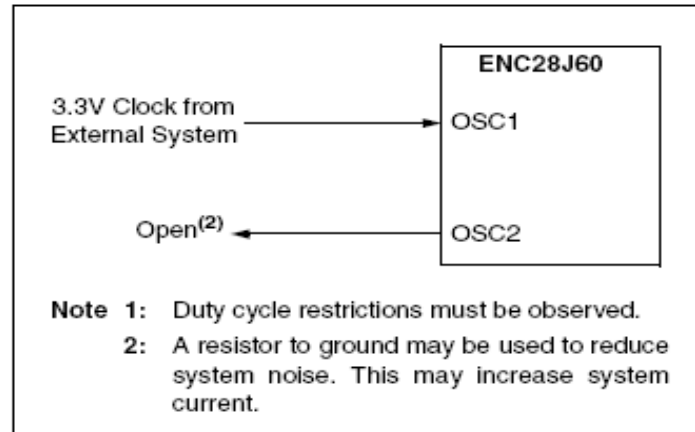 ENC28J60
3.3V Clock from
External System
OSC1
Open(2)
OSC2
Note 1: Duty cycle restrictions must be observed.
2: A resistor to ground may be used to reduce
system noise. This may increase system
current.